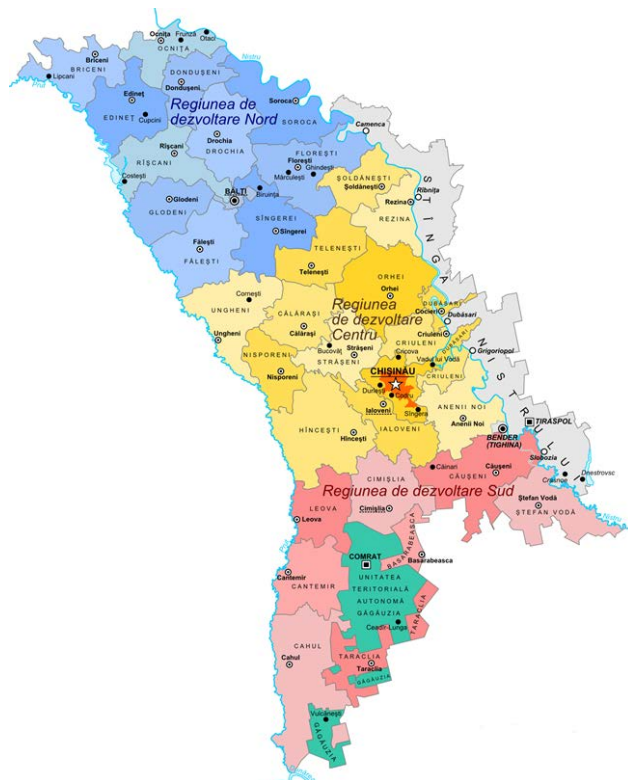 Ocnița
Frunză
Otaci
OCNIȚA
Nistru
Briceni
BRICENI
Lipcani
Prut
DONDUȘENI
Dondușeni
Edineț
EDINEȚ
Cupcini
Regiunea de
dezvoltare Nord
Soroca
SOROCA
Drochia
DROCHIA
Rîșcani
RÎȘCANI
Costești
FLOREȘTI
Florești
Ghindești
Mărculești
Camenca
STÎNGA NISTRULUI
ȘOLDĂNEȘTI
Șoldănești
Rîbnița
Rezina
REZINA
BĂLȚI
Biruința
Glodeni
GLODENI
SÎNGEREI
Sîngerei
Fălești
FĂLEȘTI
TELENEȘTI
Telenești
ORHEI
Orhei
Cornești
UNGHENI
Ungheni
CĂLĂRAȘI
Călărași
Regiunea
de dezvoltare
Centru
DUBĂSARI
Cocieri
Dubăsari
Criuleni
CRIULENI
DUBĂSARI
Bucovăț
Strășeni
STRĂȘENI
Cricova
Vadul lui Vodă
Grigoriopol
NISPORENI
Nisporeni
CHIȘINĂU
CRIULENI
Durlești
Codru
Ialoveni
Sîngera
ANENII NOI
Anenii Noi
HÎNCEȘTI
Hîncești
IALOVENI
BENDER
(TIGHINA)
TIRASPOL
Slobozia
Crasnoe
Dnestrovsc
Căinari
Căușeni
CĂUȘENI
CIMIȘLIA
Regiunea de dezvoltare Sud
Cimișlia
Ștefan Vodă
ȘTEFAN VODĂ
Nistru
LEOVA
Leova
BASARABEASCA
Basarabeasca
COMRAT
UNITATEA
TERITORIALĂ
AUTONOMĂ
GĂGĂUZIA
Ceadîr-Lunga
Cantemir
CANTEMIR
TARACLIA
CAHUL
Cahul
TARACLIA
Taraclia
GĂGĂUZIA
Vulcănești
GĂGĂUZIA